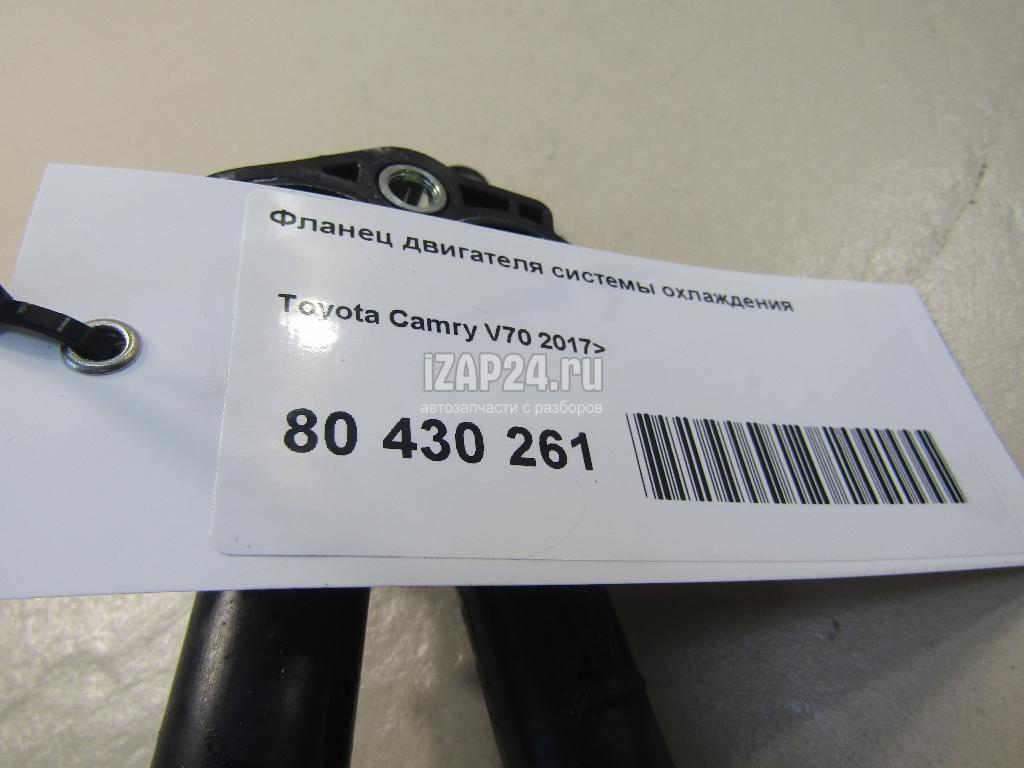 Фланец двигателя системы охлаждения
Toyota Camry V70 2017>
iZAP24.ru
автозапчасти с разборов
80 430 261